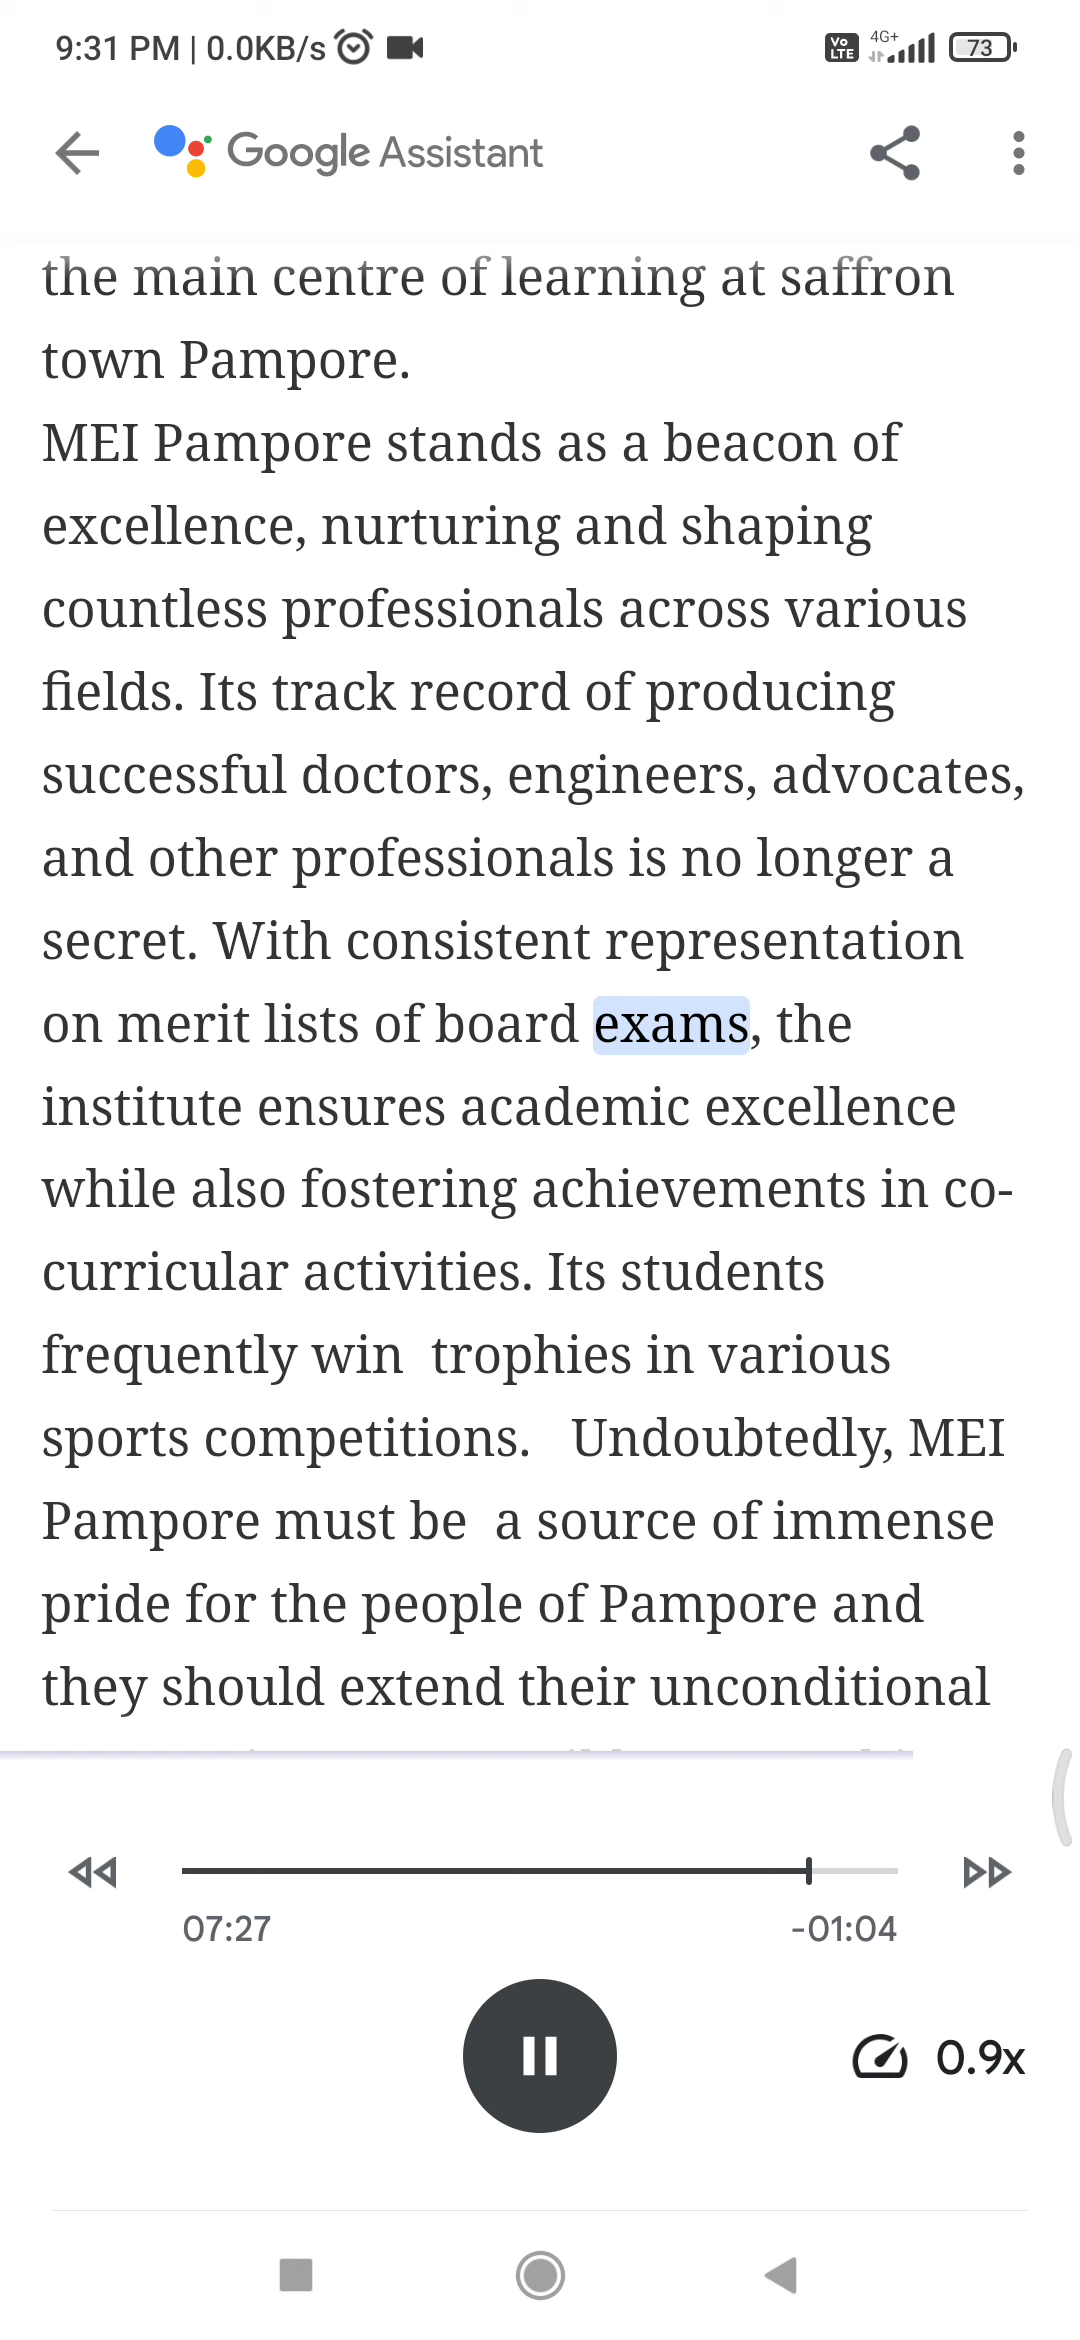 9:31 PM | 0.0KB/s
Vo LTE 4G+ 73
Google Assistant
the main centre of learning at saffron
town Pampore.
MEI Pampore stands as a beacon of
excellence, nurturing and shaping
countless professionals across various
fields. Its track record of producing
successful doctors, engineers, advocates,
and other professionals is no longer a
secret. With consistent representation
on merit lists of board exams, the
institute ensures academic excellence
while also fostering achievements in co-
curricular activities. Its students
frequently win  trophies in various
sports competitions.   Undoubtedly, MEI
Pampore must be  a source of immense
pride for the people of Pampore and
they should extend their unconditional
07:27 -01:04
0.9x